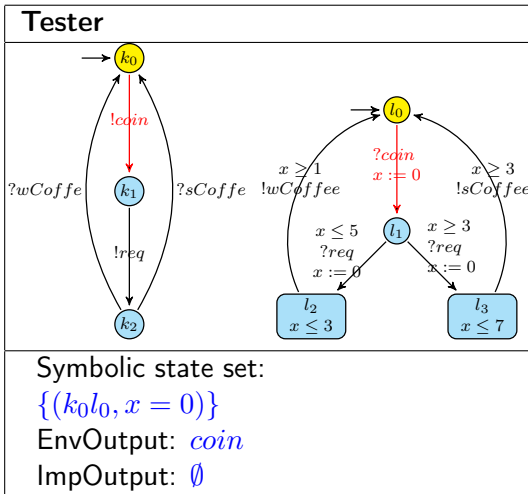 Tester
k₀
!coin
?wCoffe
k₁
?sCoffe
!req
k₂
l₀
x ≥ 1
!wCoffee
?coin
x := 0
x ≥ 3
!sCoffee
l₁
x ≤ 5
?req
x := 0
x ≥ 3
?req
x := 0
l₂
x ≤ 3
l₃
x ≤ 7
Symbolic state set:
{(k₀l₀, x = 0)}
EnvOutput: coin
ImpOutput: ∅